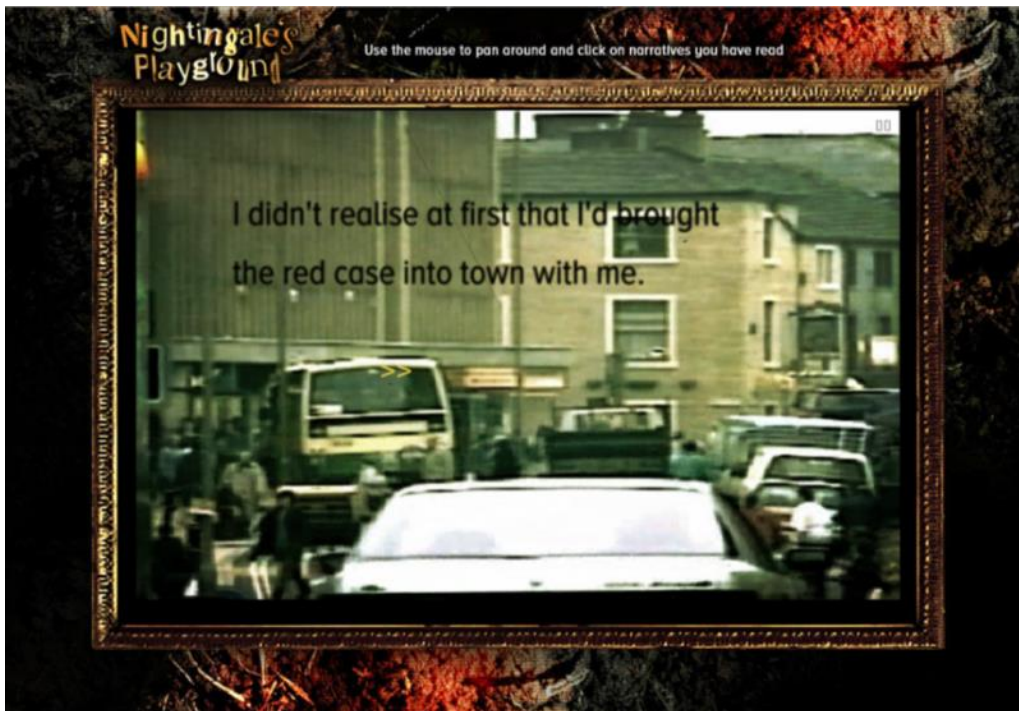 Nightingale's
Playground
Use the mouse to pan around and click on narratives you have read
I didn't realise at first that I'd brought
the red case into town with me.
>>